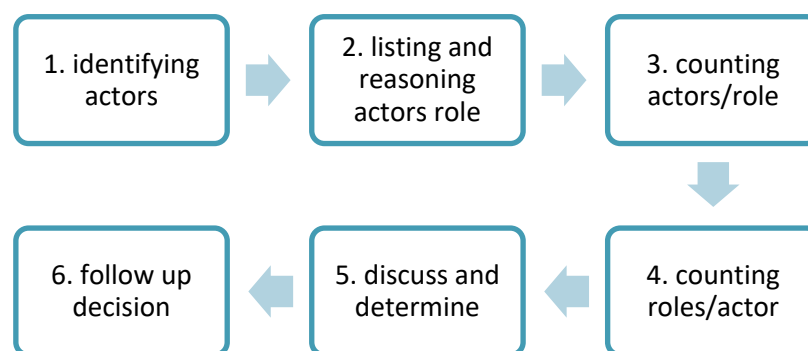 1. identifying
actors
2. listing and
reasoning
actors role
3. counting
actors/role
4. counting
roles/actor
5. discuss and
determine
6. follow up
decision